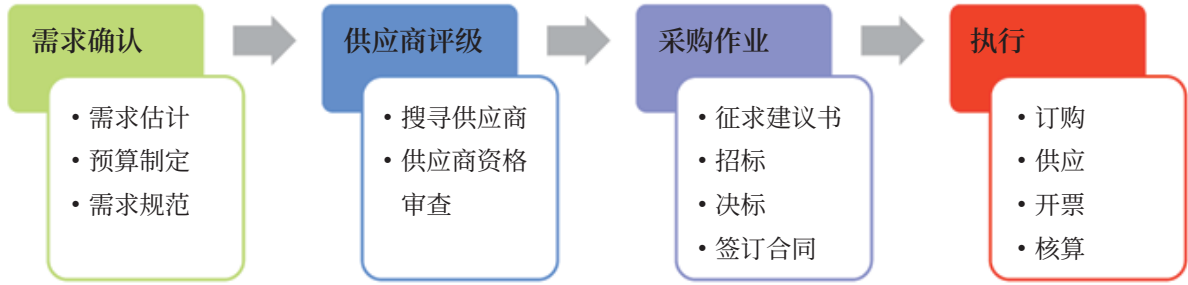 需求确认
• 需求估计
• 预算制定
• 需求规范
供应商评级
• 搜寻供应商
• 供应商资格
审查
采购作业
• 征求建议书
• 招标
• 决标
• 签订合同
执行
• 订购
• 供应
• 开票
• 核算